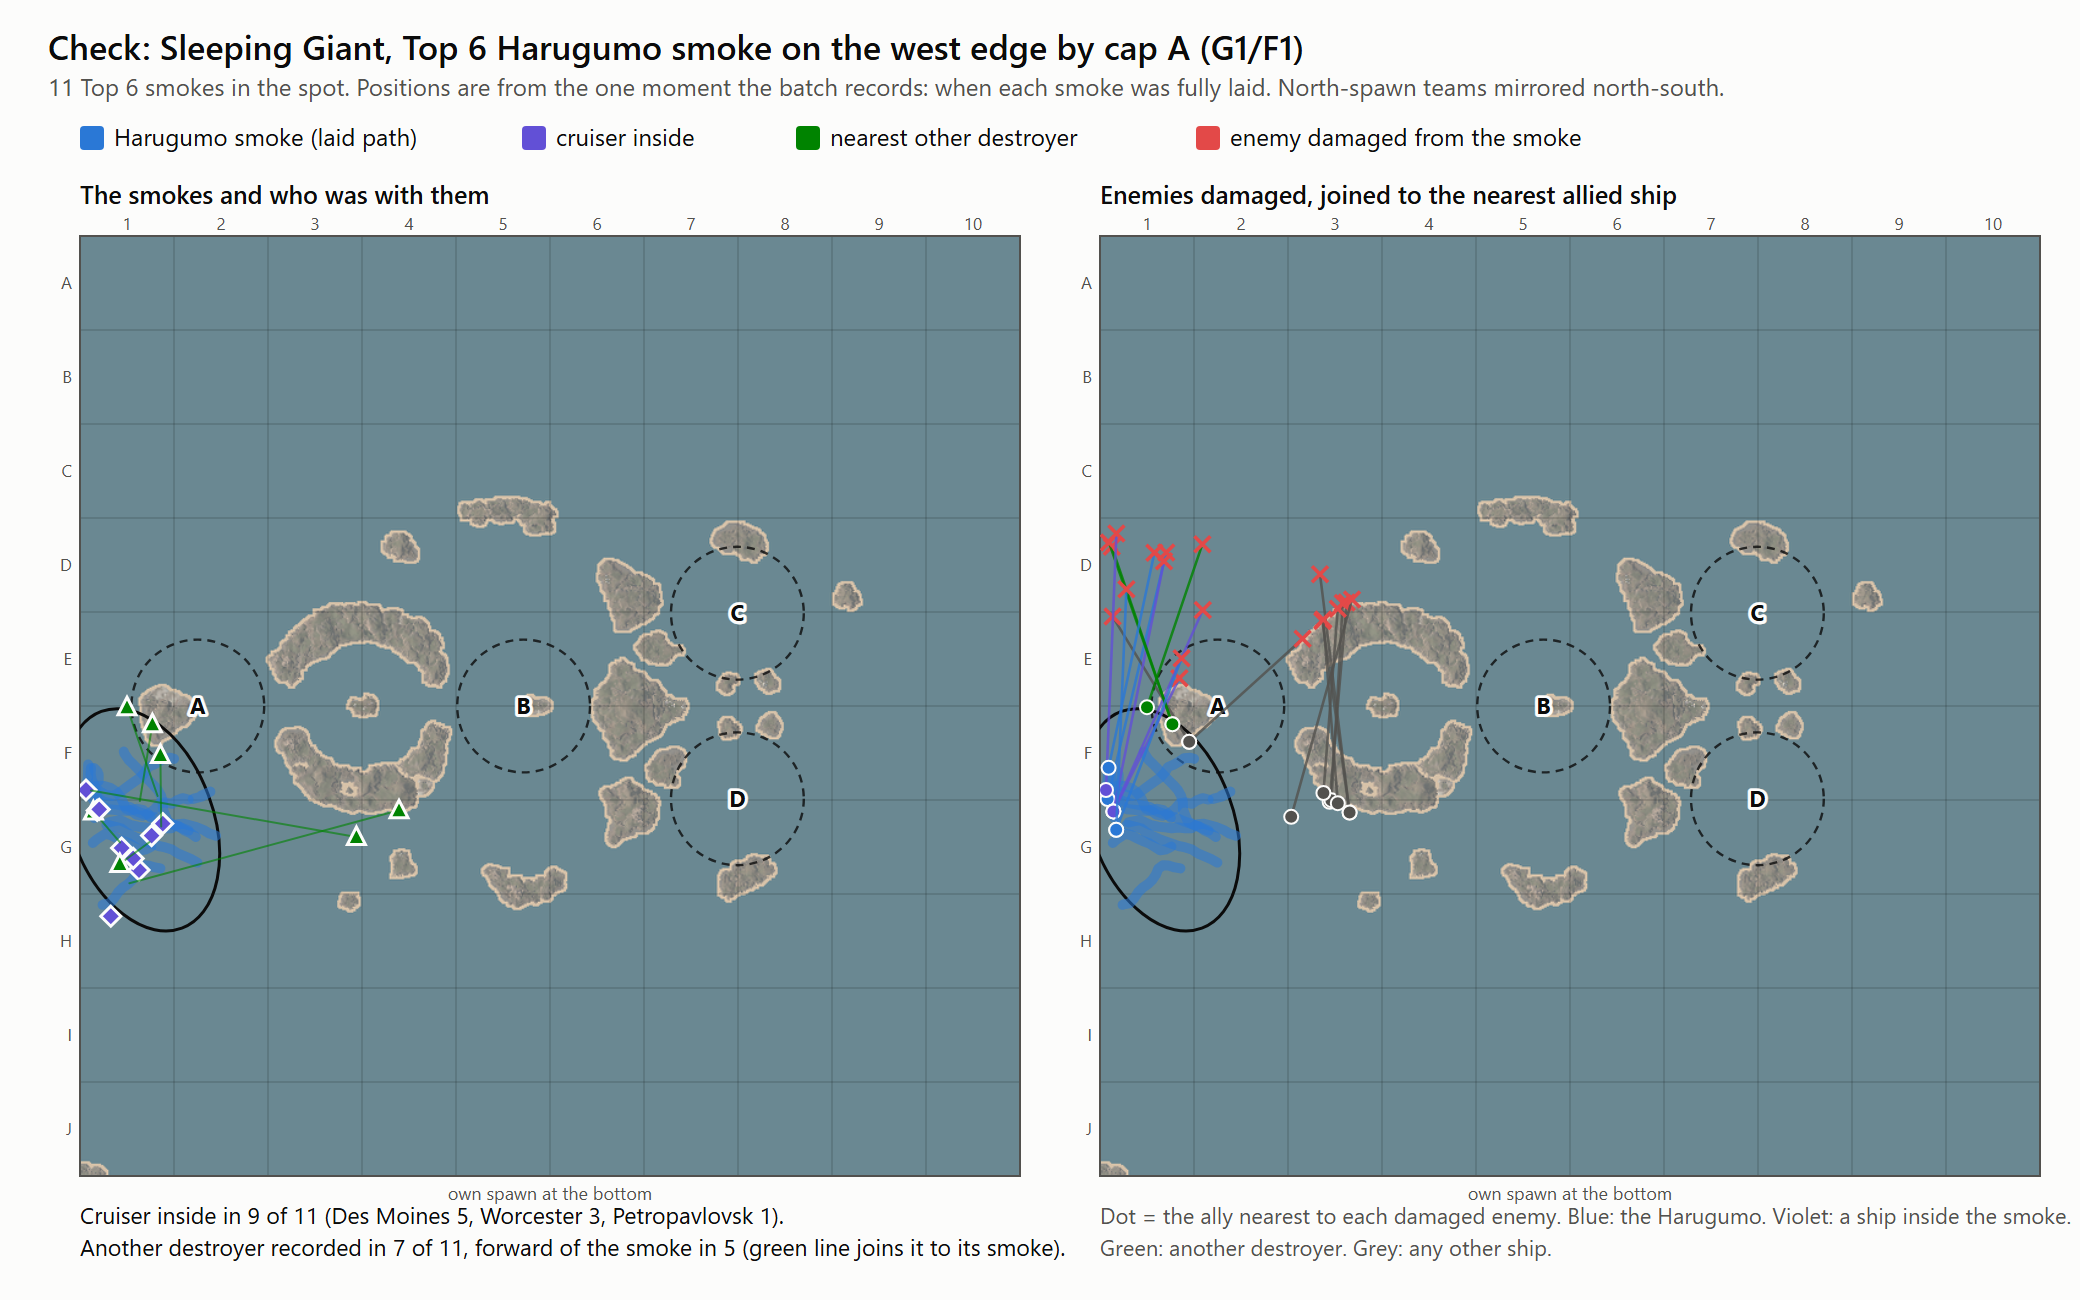 Check: Sleeping Giant, Top 6 Harugumo smoke on the west edge by cap A (G1/F1)
11 Top 6 smokes in the spot. Positions are from the one moment the batch records: when each smoke was fully laid. North-spawn teams mirrored north-south.
Harugumo smoke (laid path)
cruiser inside
nearest other destroyer
enemy damaged from the smoke
The smokes and who was with them
1 2 3 4 5 6 7 8 9 10
A
B
C
D
C
E
A
B
F
D
G
H
I
J
own spawn at the bottom
Cruiser inside in 9 of 11 (Des Moines 5, Worcester 3, Petropavlovsk 1).
Another destroyer recorded in 7 of 11, forward of the smoke in 5 (green line joins it to its smoke).
Enemies damaged, joined to the nearest allied ship
1 2 3 4 5 6 7 8 9 10
A
B
C
D
C
E
A
B
F
D
G
H
I
J
own spawn at the bottom
Dot = the ally nearest to each damaged enemy. Blue: the Harugumo. Violet: a ship inside the smoke.
Green: another destroyer. Grey: any other ship.